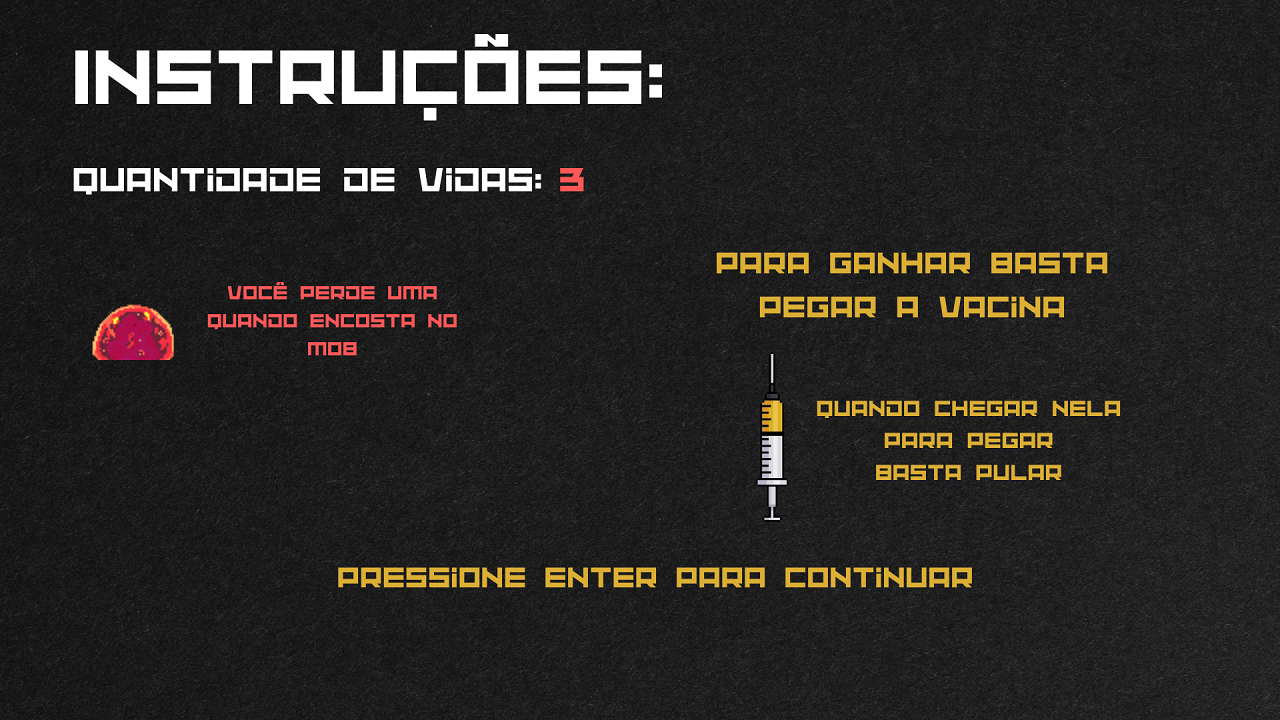 INSTRUÇÕES:
QUANTIDADE DE VIDAS: 3
VOCÊ PERDE UMA
QUANDO ENCOSTA NO
MOB
PARA GANHAR BASTA
PEGAR A VACINA
QUANDO CHEGAR NELA
PARA PEGAR
BASTA PULAR
PRESSIONE ENTER PARA CONTINUAR